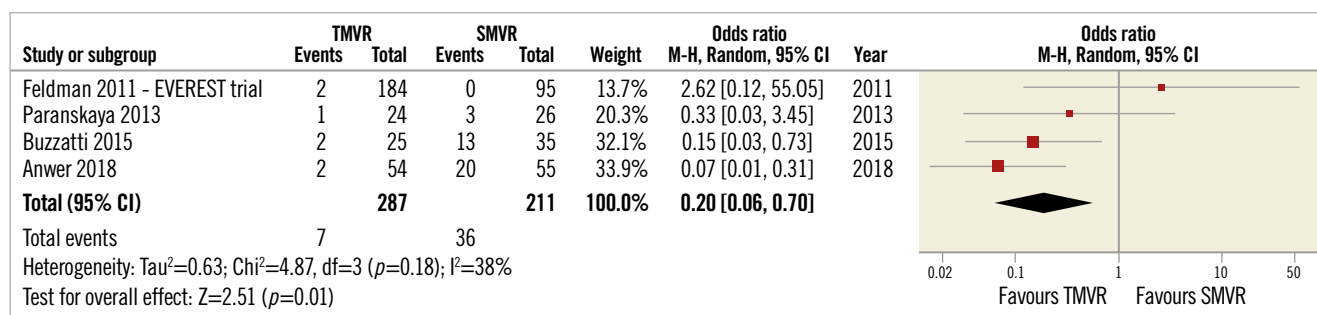 TMVR SMVR Odds ratio Odds ratio
Study or subgroup Events Total Events Total Weight M-H, Random, 95% CI Year M-H, Random, 95% CI
Feldman 2011 - EVEREST trial 2 184 0 95 13.7% 2.62 [0.12, 55.05] 2011
Paranskaya 2013 1 24 3 26 20.3% 0.33 [0.03, 3.45] 2013
Buzzatti 2015 2 25 13 35 32.1% 0.15 [0.03, 0.73] 2015
Anwer 2018 2 54 20 55 33.9% 0.07 [0.01, 0.31] 2018
Total (95% CI) 287 211 100.0% 0.20 [0.06, 0.70]
Total events 7 36
Heterogeneity: Tau²=0.63; Chi²=4.87, df=3 (p=0.18); I²=38%
Test for overall effect: Z=2.51 (p=0.01)
0.02 0.1 1 10 50
Favours TMVR Favours SMVR